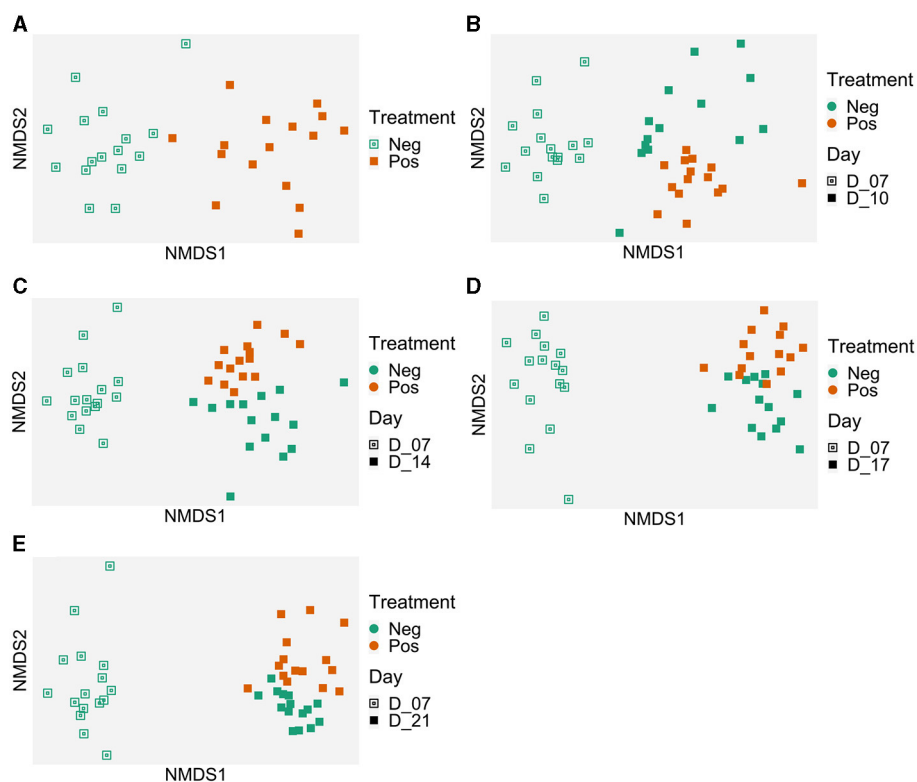 A
NMDS2
NMDS1
Treatment
Neg
Pos
B
NMDS2
NMDS1
Treatment
Neg
Pos
Day
D_07
D_10
C
NMDS2
NMDS1
Treatment
Neg
Pos
Day
D_07
D_14
D
NMDS2
NMDS1
Treatment
Neg
Pos
Day
D_07
D_17
E
NMDS2
NMDS1
Treatment
Neg
Pos
Day
D_07
D_21